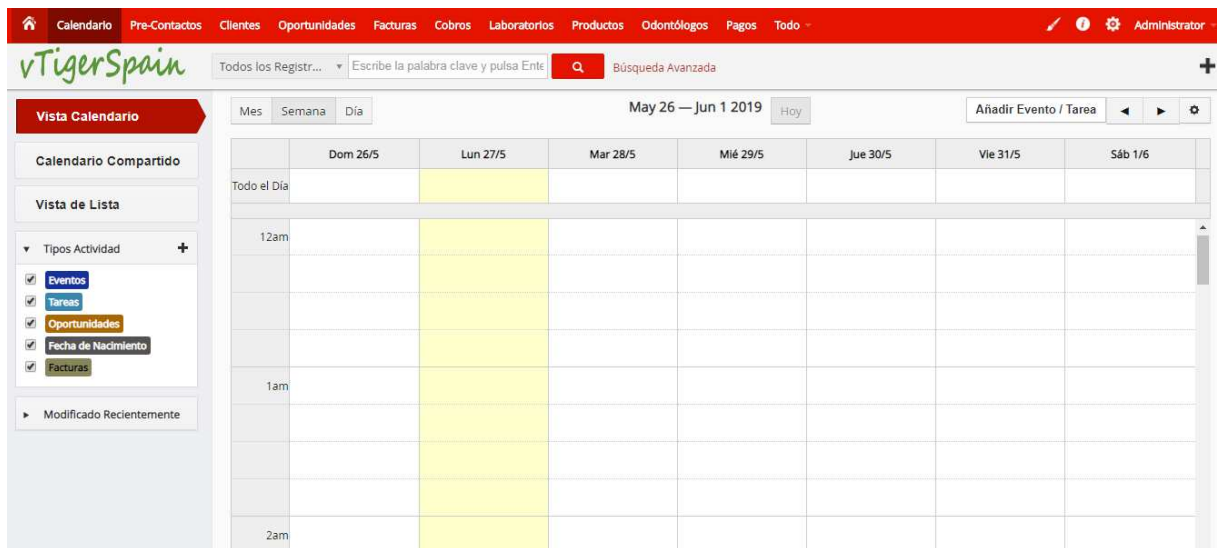 Calendario Pre-Contactos Clientes Oportunidades Facturas Cobros Laboratorios Productos Odontólogos Pagos Todo Administrator
vTigerSpain Todos los Registr... Escribe la palabra clave y pulsa Ente Búsqueda Avanzada
Vista Calendario
Calendario Compartido
Vista de Lista
Tipos Actividad
Eventos
Tareas
Oportunidades
Fecha de Nacimiento
Facturas
Modificado Recientemente
Mes Semana Día May 26 — Jun 1 2019 Hoy Añadir Evento / Tarea
Dom 26/5 Lun 27/5 Mar 28/5 Mié 29/5 Jue 30/5 Vie 31/5 Sáb 1/6
Todo el Día
12am
1am
2am